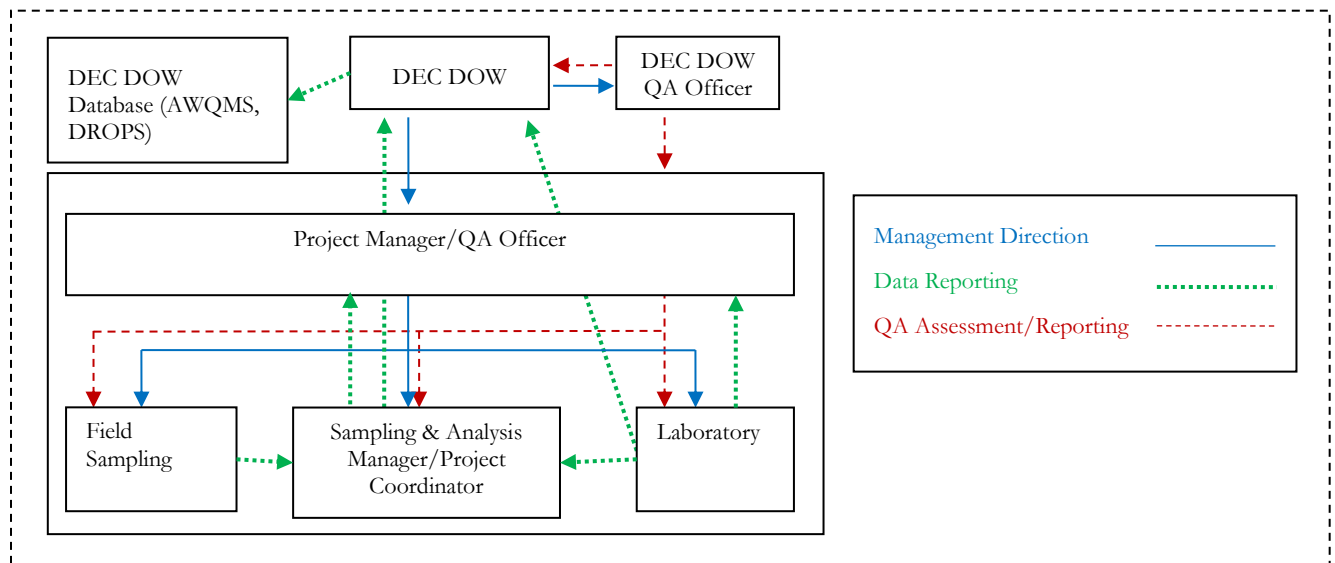 DEC DOW
Database (AWQMS,
DROPS)
DEC DOW
DEC DOW
QA Officer
Project Manager/QA Officer
Management Direction
Data Reporting
QA Assessment/Reporting
Field
Sampling
Sampling & Analysis
Manager/Project
Coordinator
Laboratory